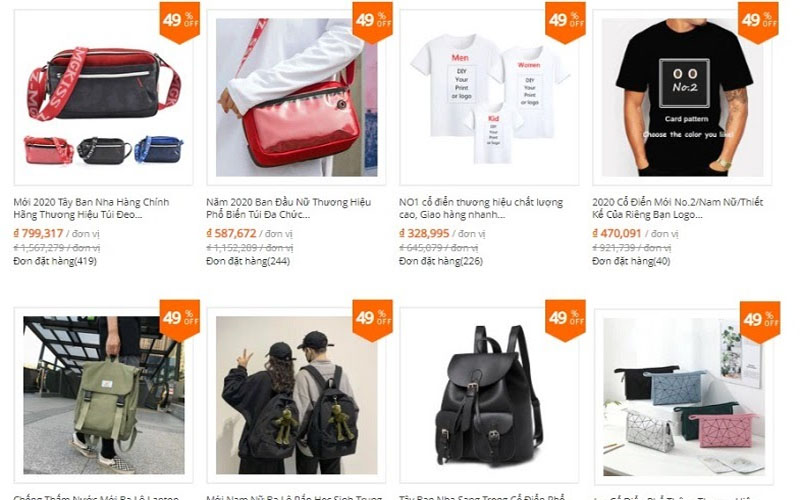 49 % OFF
49 % OFF
49 % OFF
49 % OFF
MGKISS
Men
DIY
Your
Print
or logo
Women
DIY
Your
Print
or logo
Kid
DIY
Your
Print
or logo
No.2
Card pattern
Choose the color you like!
Mới 2020 Tây Ban Nha Hàng Chính
Hãng Thương Hiệu Túi Đeo...
₫ 799,317 / đơn vị
₫ 1,567,279 / đơn vị
Đơn đặt hàng(419)
Năm 2020 Ban Đầu Nữ Thương Hiệu
Phổ Biến Túi Đa Chức...
₫ 587,672 / đơn vị
₫ 1,152,289 / đơn vị
Đơn đặt hàng(244)
NO1 cổ điển thương hiệu chất lượng
cao, Giao hàng nhanh...
₫ 328,995 / đơn vị
₫ 645,079 / đơn vị
Đơn đặt hàng(226)
2020 Cổ Điển Mới No.2/Nam Nữ/Thiết
Kế Của Riêng Bạn Logo...
₫ 470,091 / đơn vị
₫ 921,739 / đơn vị
Đơn đặt hàng(40)
49 % OFF
49 % OFF
49 % OFF
49 % OFF
Chống Thấm Nước Mới Ba Lô Laptop
Mới Nam Nữ Ba Lô Rắn Học Sinh Trung
Tây Ban Nha Sang Trọng Cổ Điển Phổ